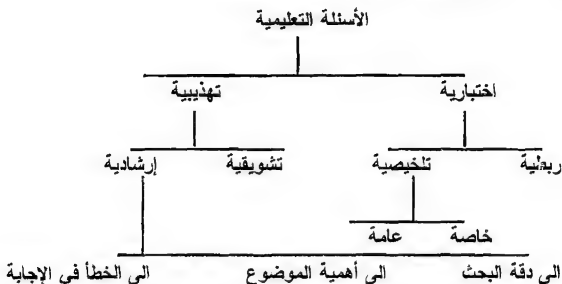 الأسئلة التعليمية
اختبارية تهذيبية
ربطية تلخيصية تشويقية إرشادية
خاصة عامة
الى دقة البحث الى أهمية الموضوع الى الخطأ في الإجابة